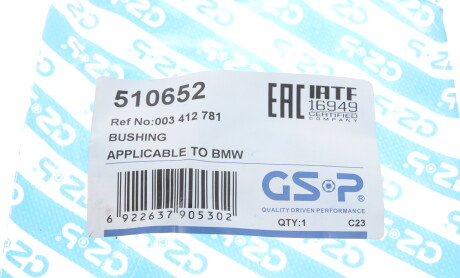 510652
Ref No:003 412 781
BUSHING
APPLICABLE TO BMW
6 922637 905302
EAC IATF
16949
CERTIFIED
COMPANY
GS·P
QUALITY DRIVEN PERFORMANCE
QTY:1 C23